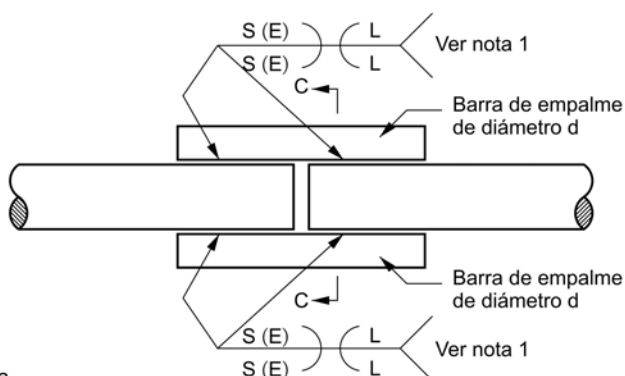 S (E) L
S (E) L
Ver nota 1
C
Barra de empalme
de diámetro d
Barra de empalme
de diámetro d
C
S (E) L
S (E) L
Ver nota 1